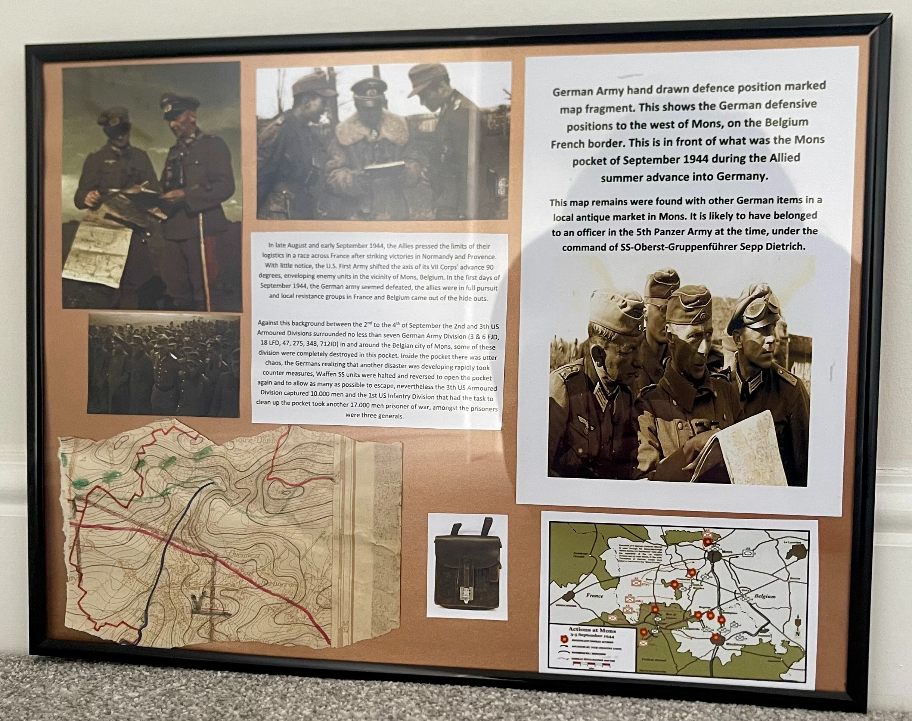 German Army hand drawn defence position marked
map fragment. This shows the German defensive
positions to the west of Mons, on the Belgium
French border. This is in front of what was the Mons
pocket of September 1944 during the Allied
summer advance into Germany.
This map remains were found with other German items in a
local antique market in Mons. It is likely to have belonged
to an officer in the 5th Panzer Army at the time, under the
command of SS-Oberst-Gruppenführer Sepp Dietrich.
In late August and early September 1944, the Allies pressed the limits of their
logistics in a race across France after striking victories in Normandy and Provence.
With little notice, the U.S. First Army shifted the axis of its VII Corps' advance 90
degrees, enveloping enemy units in the vicinity of Mons, Belgium. In the first days of
September 1944, the German army seemed defeated, the allies were in full pursuit
and local resistance groups in France and Belgium came out of the hide outs.
Against this background between the 2nd to the 4th of September the 2nd and 3th US
Armoured Divisions surrounded no less than seven German Army Division (3 & 6 FJD,
18 LFD, 47, 275, 348, 712ID) in and around the Belgian city of Mons, some of these
division were completely destroyed in this pocket. Inside the pocket there was utter
chaos, the Germans realizing that another disaster was developing rapidly took
counter measures, Waffen SS units were halted and reversed to open the pocket
again and to allow as many as possible to escape, nevertheless the 3th US Armoured
Division captured 10.000 men and the 1st US Infantry Division that had the task to
clean up the pocket took another 17.000 men prisoner of war, amongst the prisoners
were three generals.
France
Belgium
Actions at Mons
3-5 September 1944